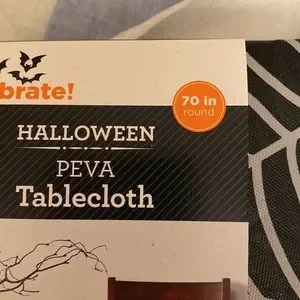 brate!
70 in
round
HALLOWEEN
PEVA
Tablecloth